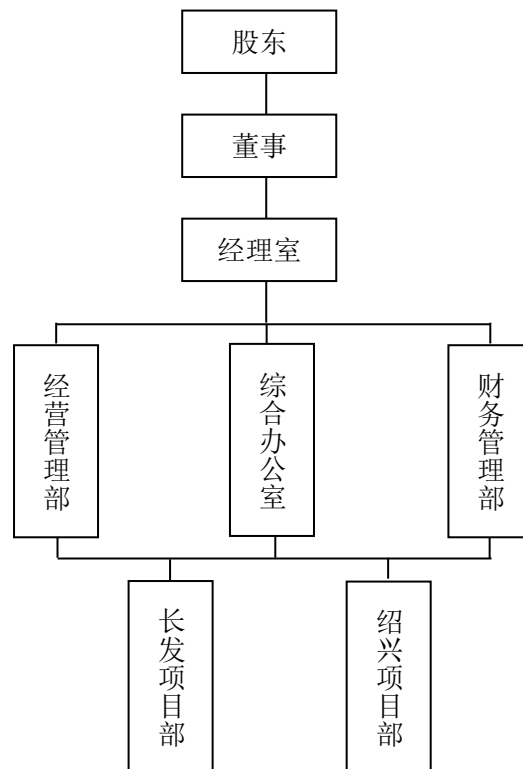 股东
董事
经理室
经营管理部
综合办公室
财务管理部
长发项目部
绍兴项目部